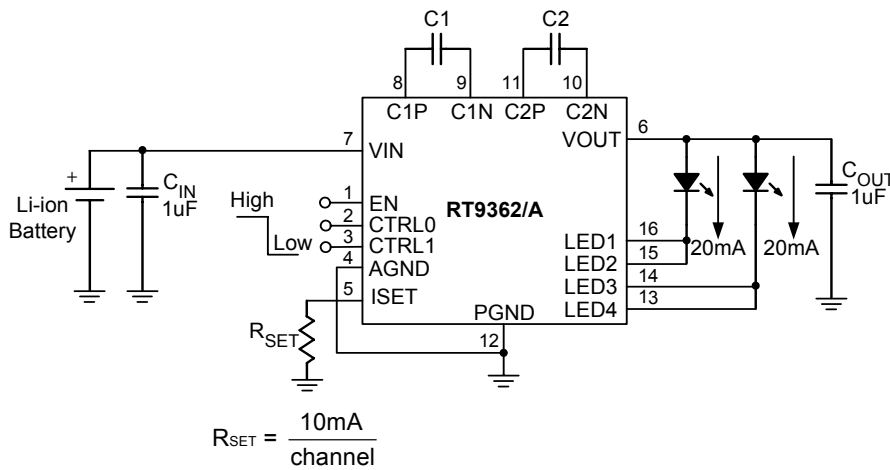 C1
C2
8
9
11
10
C1P
C1N
C2P
C2N
7
VIN
VOUT
6
+
Li-ion
Battery
CIN
1uF
High
Low
1
EN
2
CTRL0
3
CTRL1
4
AGND
5
ISET
RT9362/A
16
LED1
15
LED2
14
LED3
13
LED4
20mA
20mA
COUT
1uF
RSET
PGND
12
RSET = 10mA
channel